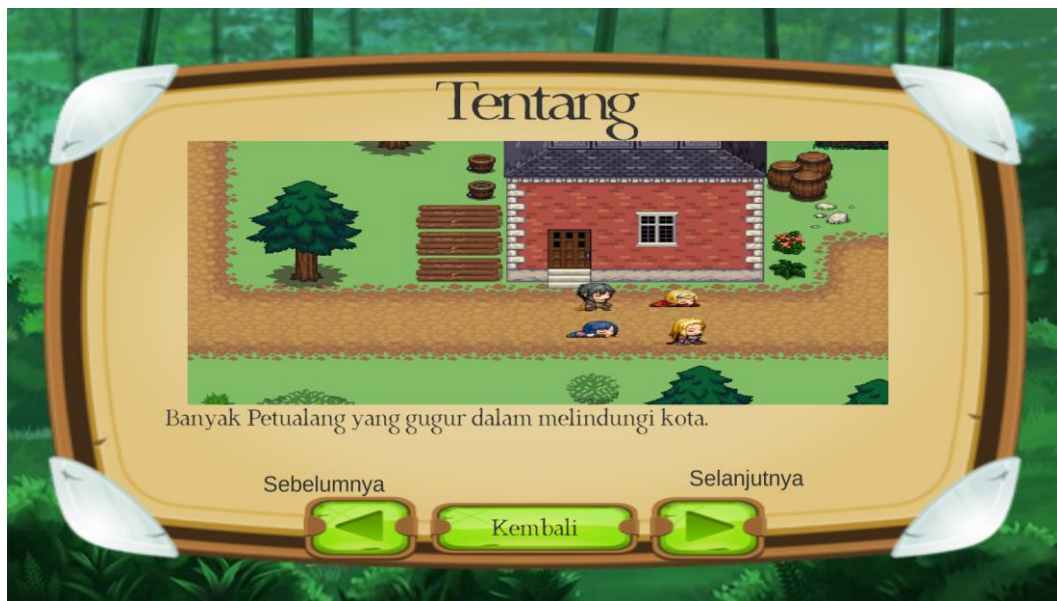 Tentang
Banyak Petualang yang gugur dalam melindungi kota.
Sebelumnya
Selanjutnya
Kembali